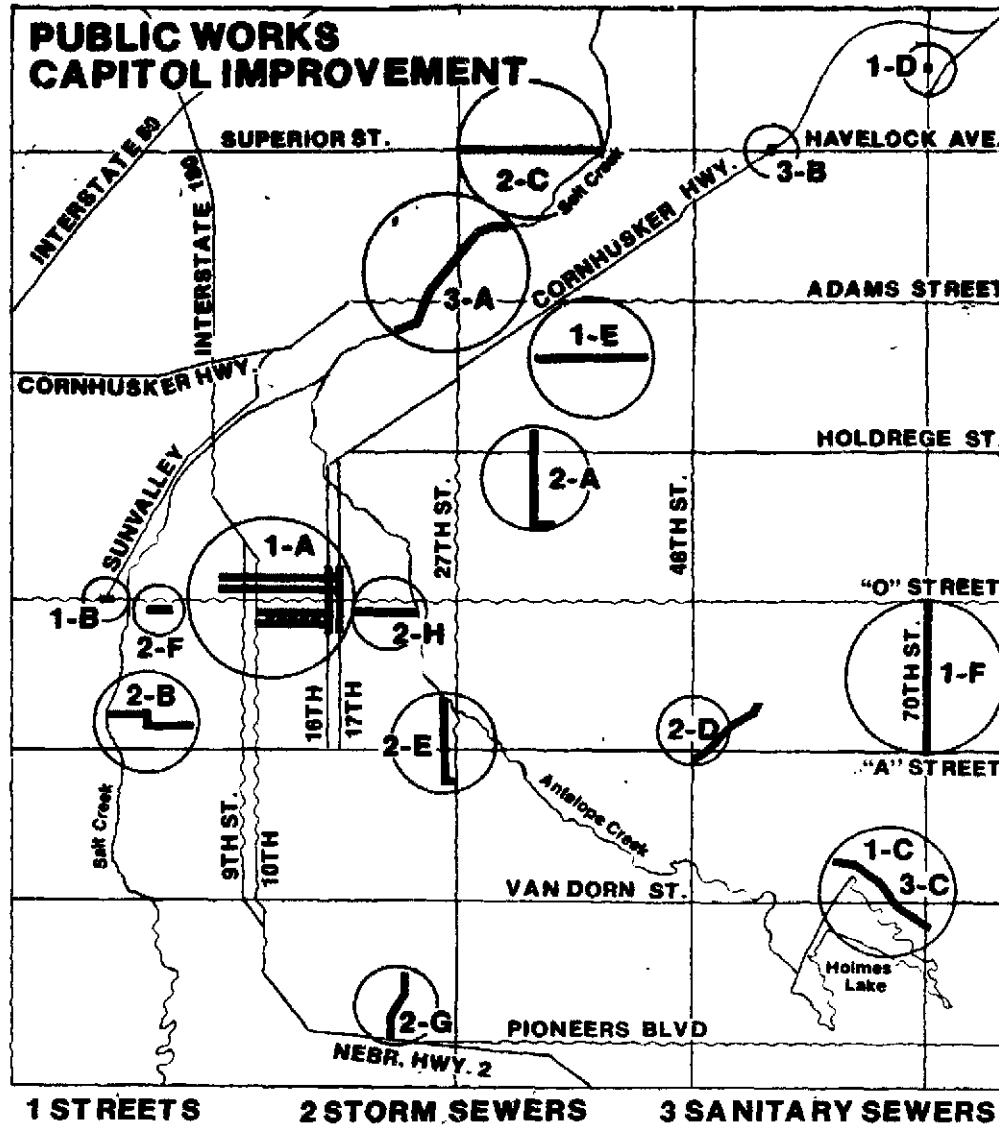 PUBLIC WORKS
CAPITOL IMPROVEMENT
1-D
INTERSTATE 80
SUPERIOR ST.
HAVELOCK AVE.
2-C
3-B
Salt Creek
INTERSTATE 180
CORNHUSKER HWY.
3-A
ADAMS STREET
1-E
CORNHUSKER HWY.
HOLDREGE ST.
2-A
SUNVALLEY
27TH ST.
48TH ST.
1-A
"O" STREET
1-B
2-F
2-H
70TH ST.
1-F
2-B
16TH
17TH
2-E
2-D
"A" STREET
Salt Creek
9TH ST.
10TH
Antelope Creek
1-C
3-C
VAN DORN ST.
Holmes
Lake
2-G
PIONEERS BLVD
NEBR. HWY. 2
1 STREETS 2 STORM SEWERS 3 SANITARY SEWERS